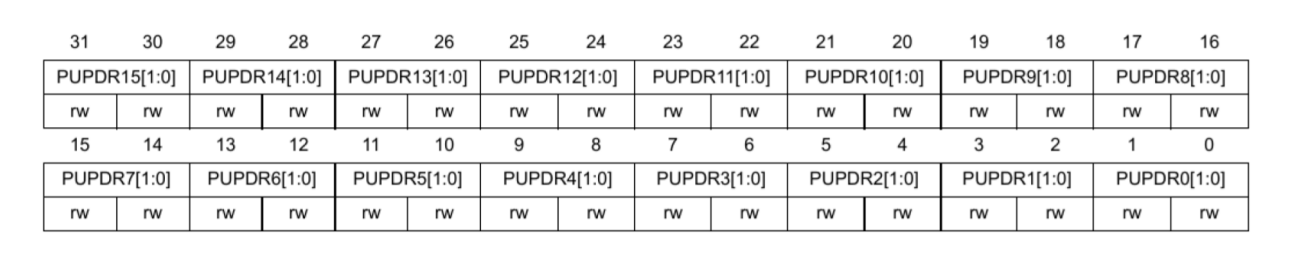 31 30 29 28 27 26 25 24 23 22 21 20 19 18 17 16
PUPDR15[1:0] PUPDR14[1:0] PUPDR13[1:0] PUPDR12[1:0] PUPDR11[1:0] PUPDR10[1:0] PUPDR9[1:0] PUPDR8[1:0]
rw rw rw rw rw rw rw rw rw rw rw rw rw rw rw rw
15 14 13 12 11 10 9 8 7 6 5 4 3 2 1 0
PUPDR7[1:0] PUPDR6[1:0] PUPDR5[1:0] PUPDR4[1:0] PUPDR3[1:0] PUPDR2[1:0] PUPDR1[1:0] PUPDR0[1:0]
rw rw rw rw rw rw rw rw rw rw rw rw rw rw rw rw